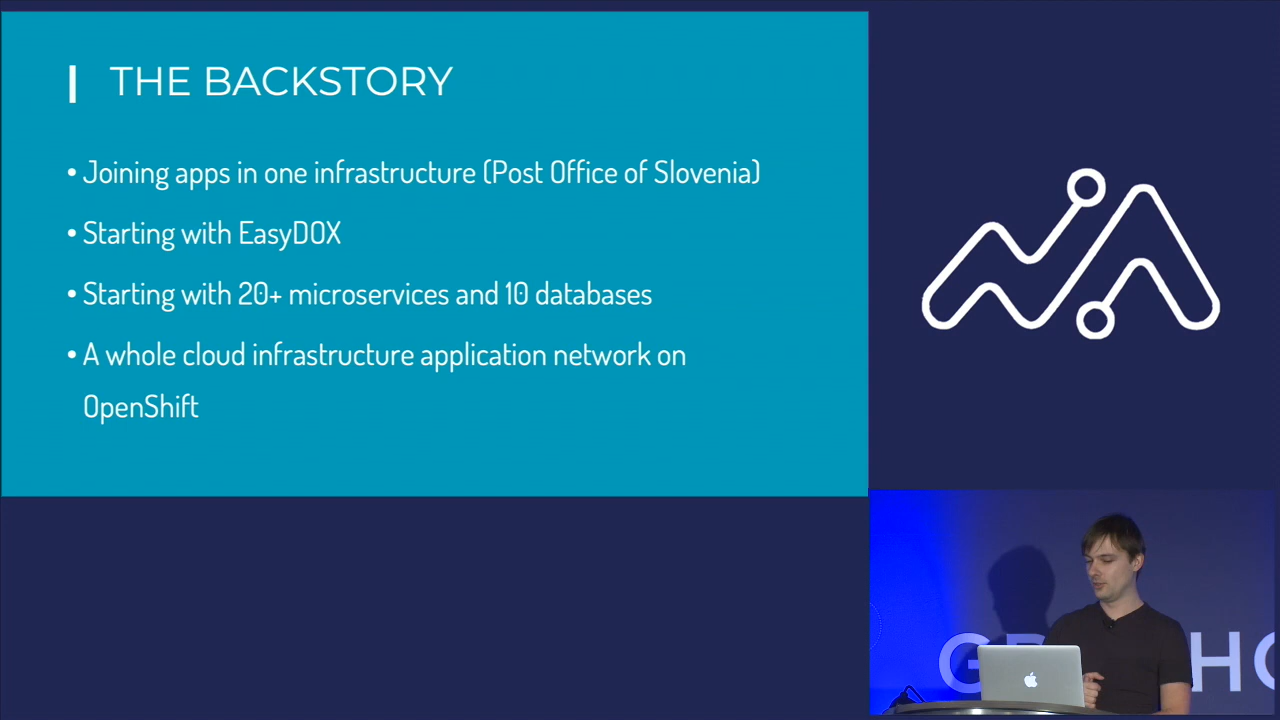 THE BACKSTORY
• Joining apps in one infrastructure (Post Office of Slovenia)
• Starting with EasyDOX
• Starting with 20+ microservices and 10 databases
• A whole cloud infrastructure application network on
OpenShift